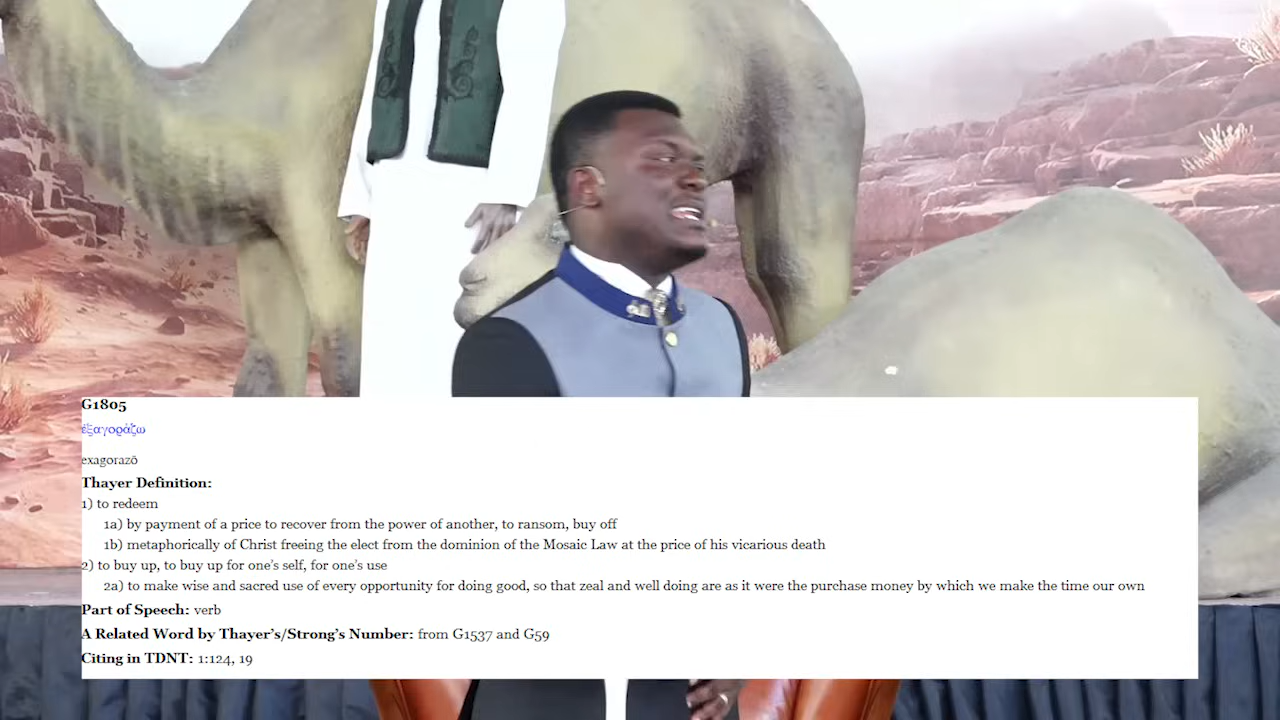 G1805
ἐξαγοράζω
exagorazō
Thayer Definition:
1) to redeem
1a) by payment of a price to recover from the power of another, to ransom, buy off
1b) metaphorically of Christ freeing the elect from the dominion of the Mosaic Law at the price of his vicarious death
2) to buy up, to buy up for one’s self, for one’s use
2a) to make wise and sacred use of every opportunity for doing good, so that zeal and well doing are as it were the purchase money by which we make the time our own
Part of Speech: verb
A Related Word by Thayer’s/Strong’s Number: from G1537 and G59
Citing in TDNT: 1:124, 19